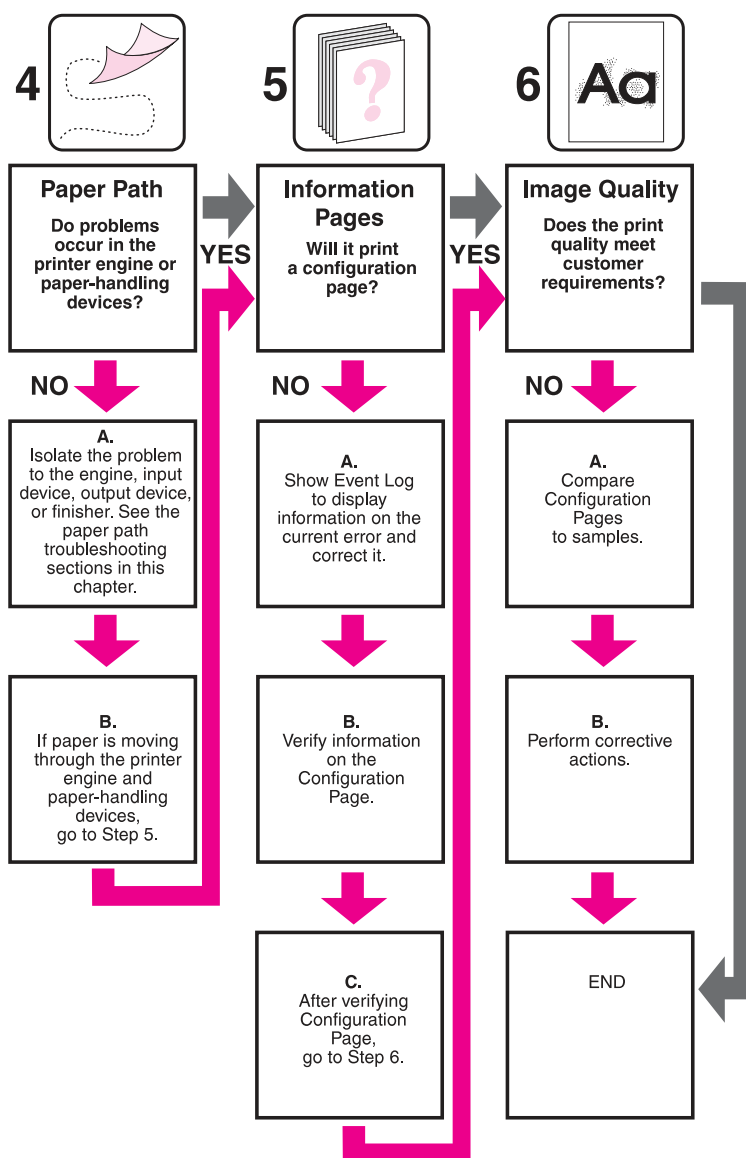 4
Paper Path
Do problems
occur in the
printer engine or
paper-handling
devices?
YES
NO
A.
Isolate the problem
to the engine, input
device, output device,
or finisher. See the
paper path
troubleshooting
sections in this
chapter.
B.
If paper is moving
through the printer
engine and
paper-handling
devices,
go to Step 5.
5
?
Information
Pages
Will it print
a configuration
page?
YES
NO
A.
Show Event Log
to display
information on the
current error and
correct it.
B.
Verify information
on the
Configuration
Page.
C.
After verifying
Configuration
Page,
go to Step 6.
6
Aa
Image Quality
Does the print
quality meet
customer
requirements?
NO
A.
Compare
Configuration
Pages
to samples.
B.
Perform corrective
actions.
END